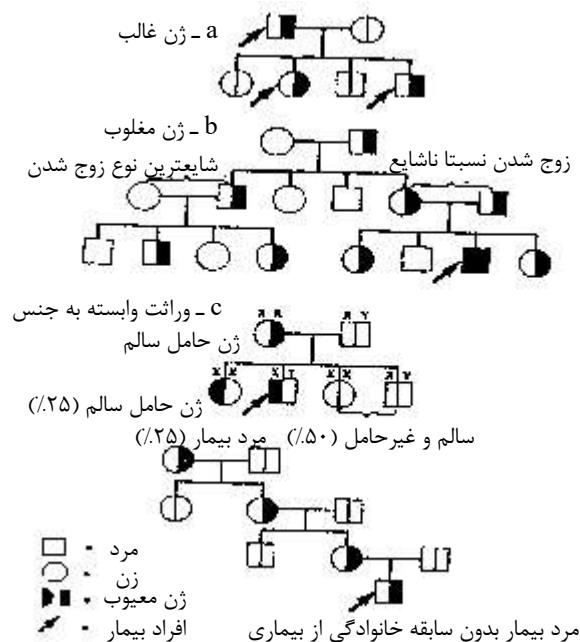 a ـ ژن غالب
b ـ ژن مغلوب
زوج شدن نسبتا ناشایع
شایعترین نوع زوج شدن
c ـ وراثت وابسته به جنس
ژن حامل سالم
X X
X Y
X X
X Y
X X
X Y
ژن حامل سالم (۲۵٪)
سالم و غیرحامل (۵۰٪) مرد بیمار (۲۵٪)
مرد
زن
ژن معیوب
افراد بیمار
مرد بیمار بدون سابقه خانوادگی از بیماری